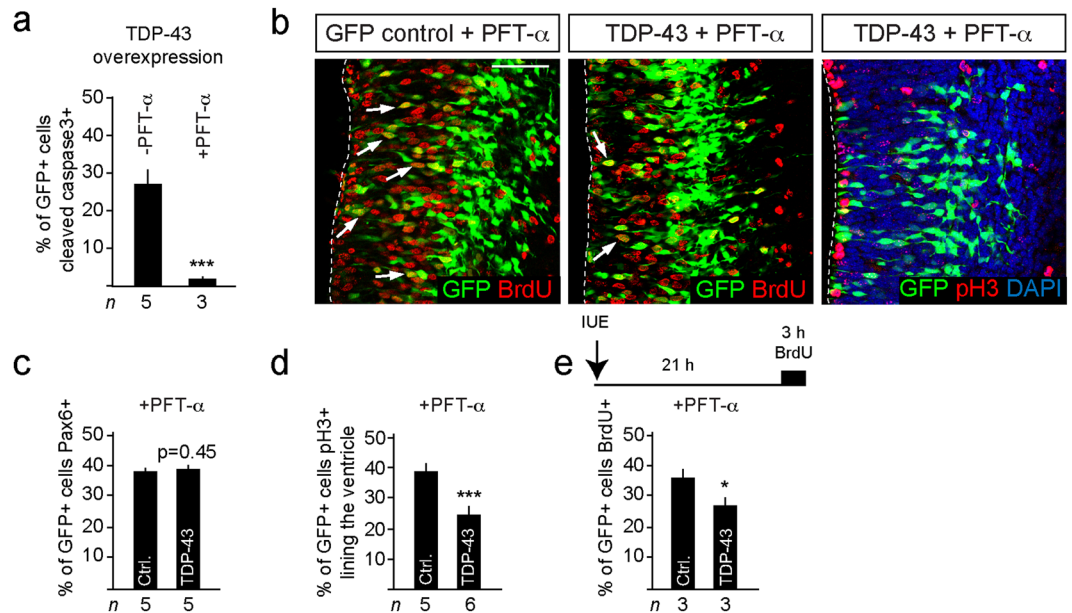 a
TDP-43
overexpression
% of GFP+ cells
cleaved caspase3+
50
40
30
20
10
-PFT-α
+PFT-α
***
n 5 3
b
GFP control + PFT-α
TDP-43 + PFT-α
TDP-43 + PFT-α
GFP BrdU
GFP BrdU
GFP pH3 DAPI
c
+PFT-α
% of GFP+ cells Pax6+
50
40
30
20
10
p=0.45
Ctrl.
TDP-43
n 5 5
d
+PFT-α
% of GFP+ cells pH3+
lining the ventricle
50
40
30
20
10
***
Ctrl.
TDP-43
n 5 6
e
IUE
21 h
3 h
BrdU
+PFT-α
% of GFP+ cells BrdU+
50
40
30
20
10
*
Ctrl.
TDP-43
n 3 3